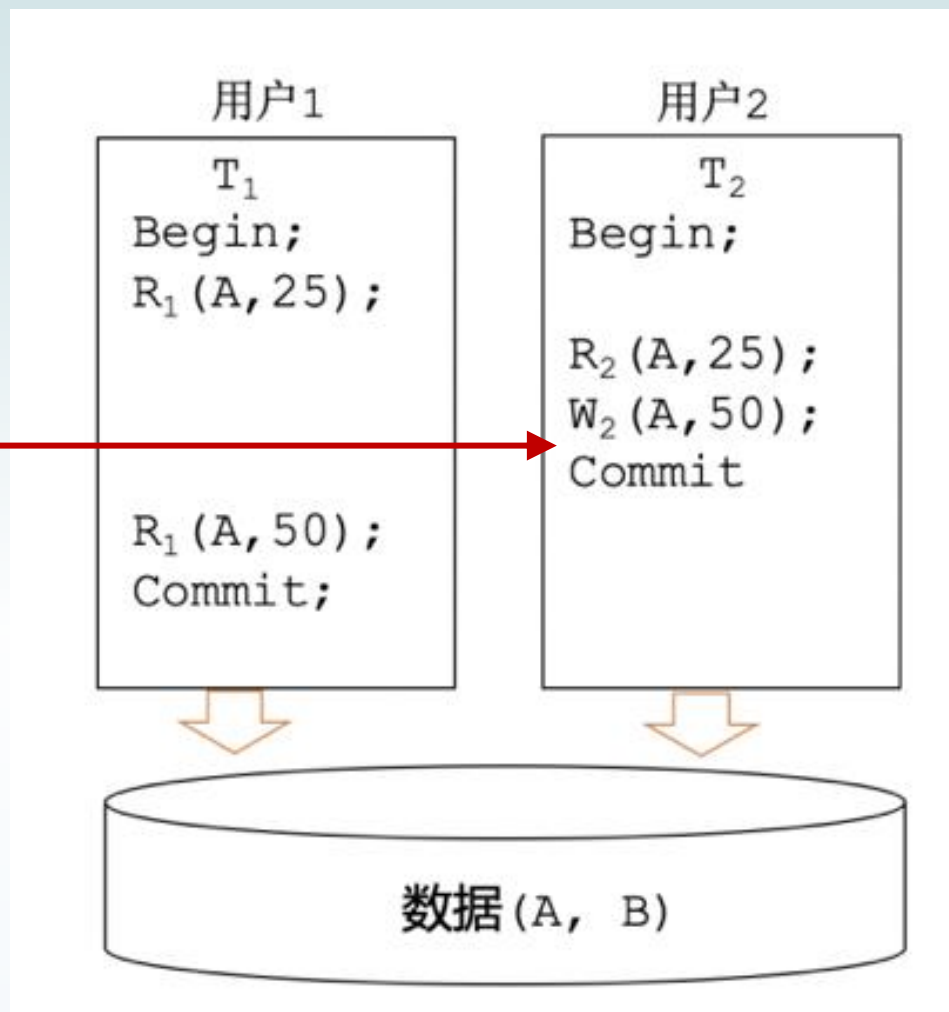 用户1
T₁
Begin;
R₁(A,25);
R₁(A,50);
Commit;
用户2
T₂
Begin;
R₂(A,25);
W₂(A,50);
Commit
数据(A, B)